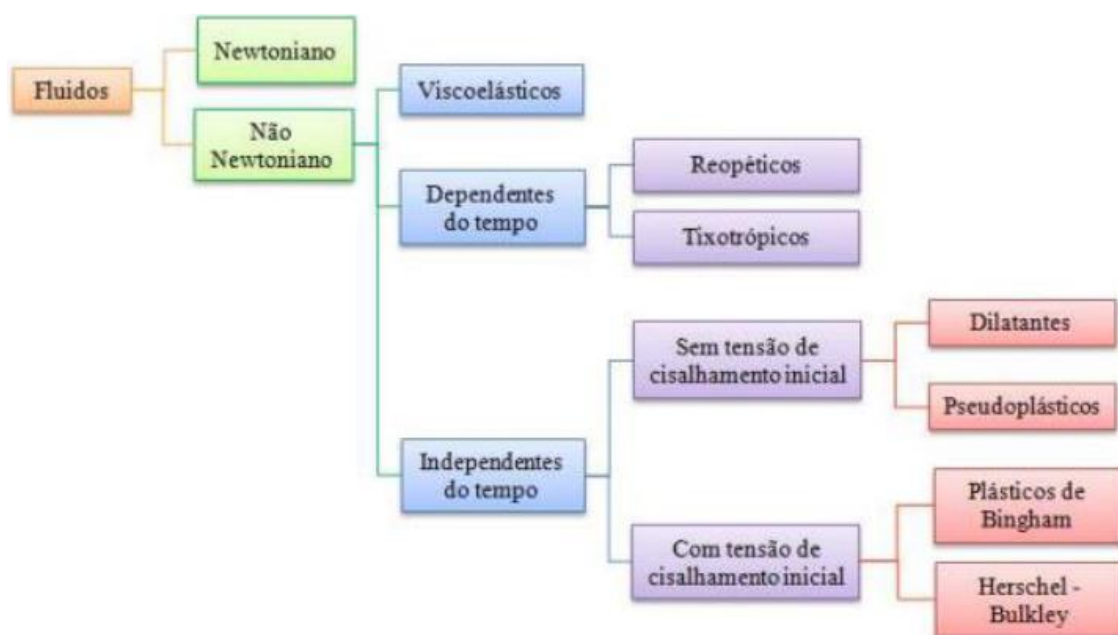 Fluidos
Newtoniano
Não
Newtoniano
Viscoelásticos
Dependentes
do tempo
Reopéticos
Tixotrópicos
Independentes
do tempo
Sem tensão de
cisalhamento inicial
Dilatantes
Pseudoplásticos
Com tensão de
cisalhamento inicial
Plásticos de
Bingham
Herschel -
Bulkley